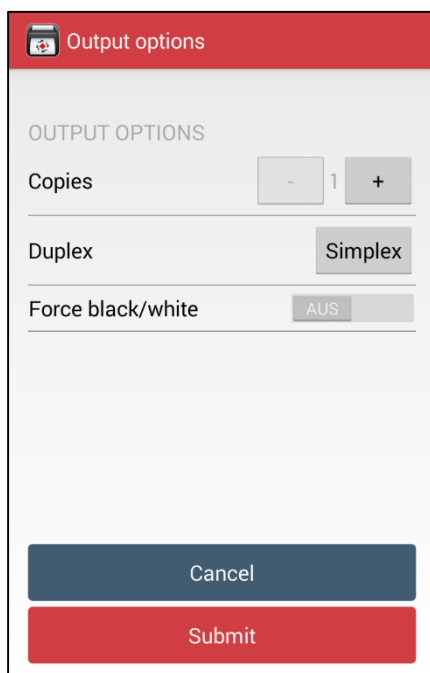 Output options
OUTPUT OPTIONS
Copies - 1 +
Duplex Simplex
Force black/white AUS
Cancel
Submit